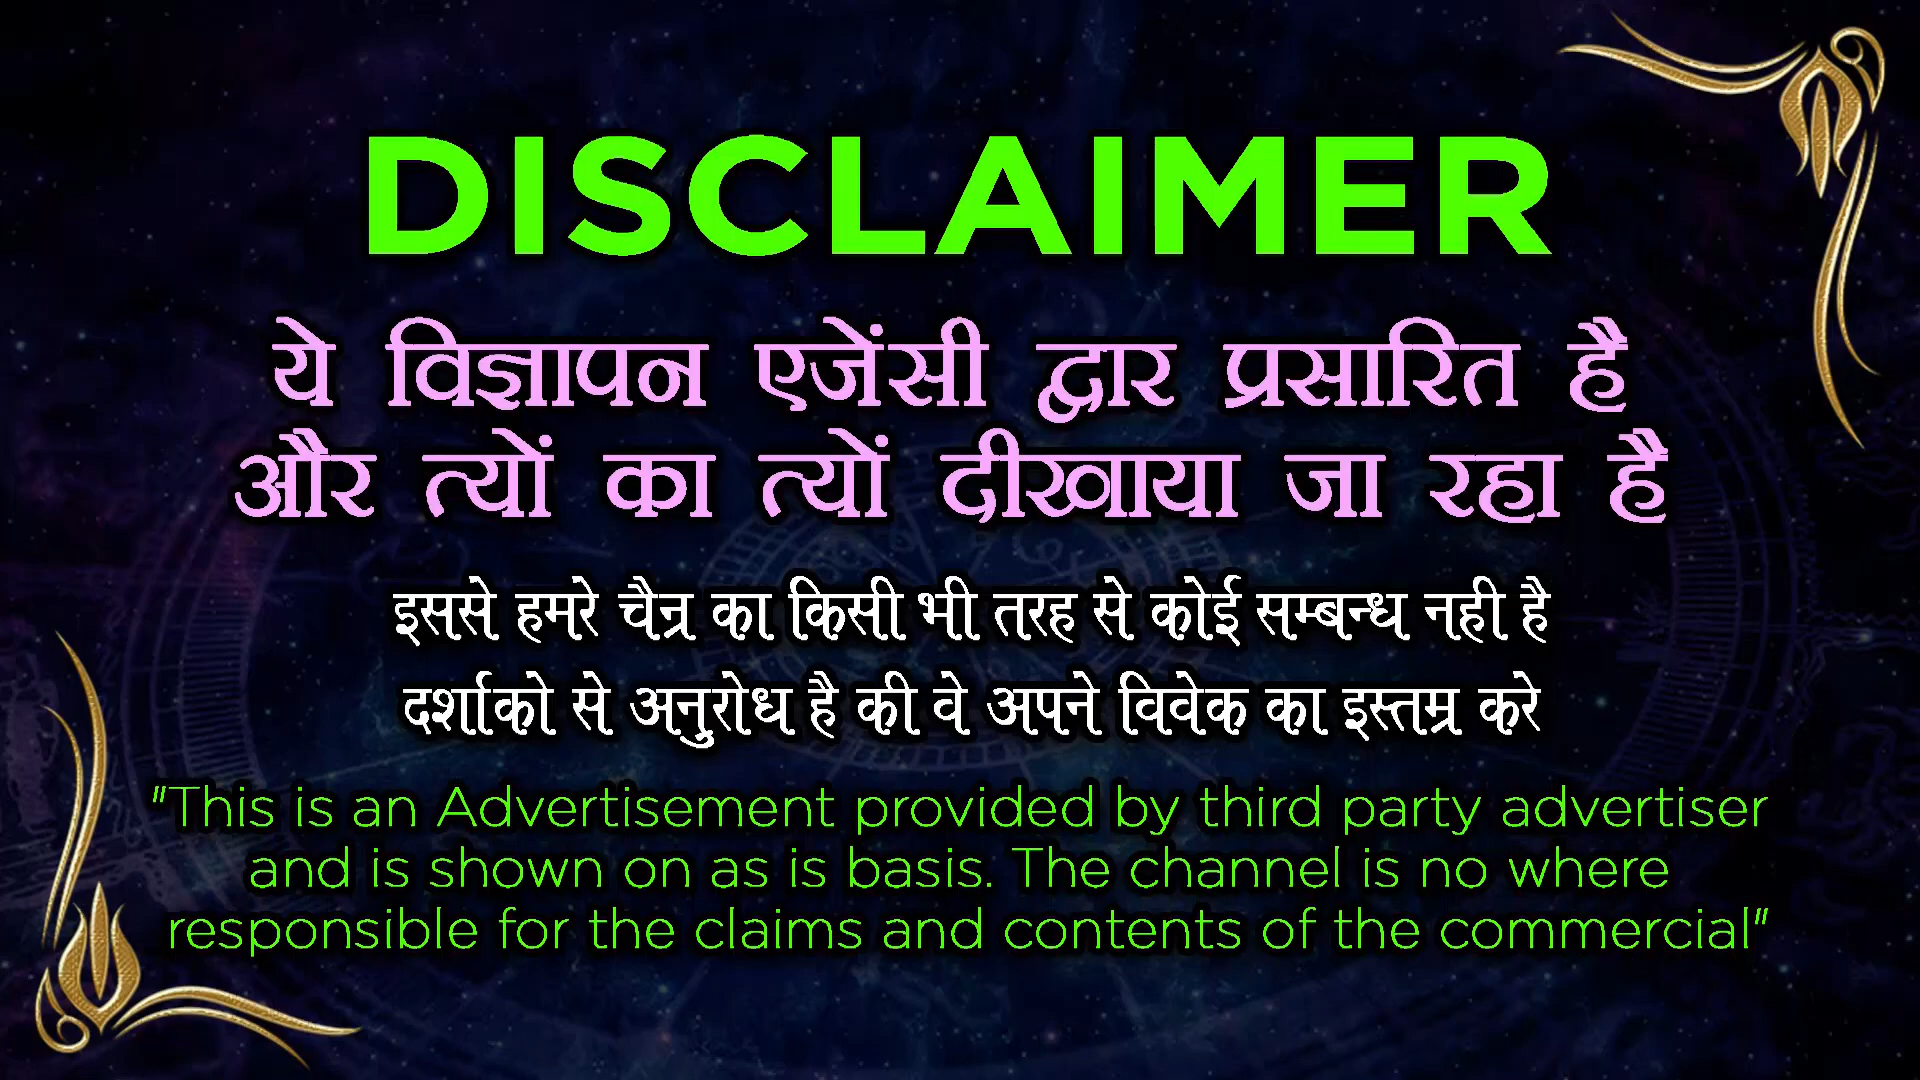 DISCLAIMER
ये विज्ञापन एजेंसी द्वार प्रसारित है
और त्यों का त्यों दीखाया जा रहा है
इससे हमरे चैन्र का किसी भी तरह से कोई सम्बन्ध नही है
दर्शाको से अनुरोध है की वे अपने विवेक का इस्तम्र करे
"This is an Advertisement provided by third party advertiser
and is shown on as is basis. The channel is no where
responsible for the claims and contents of the commercial"